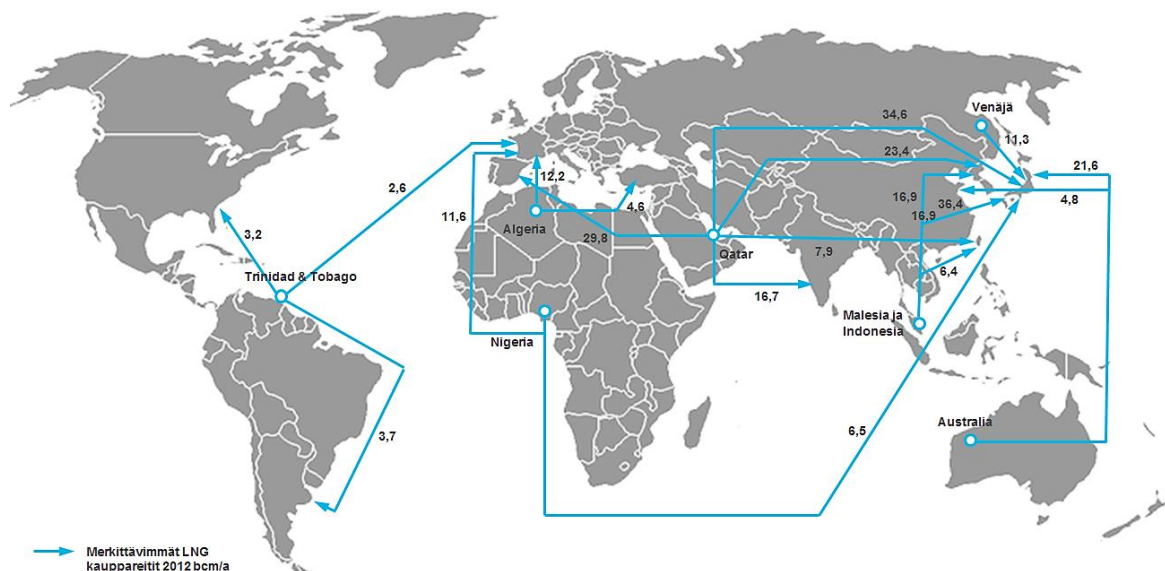 Venäjä
34,6
11,3
23,4
21,6
2,6
12,2
16,9
36,4
4,8
11,6
4,6
16,9
Algeria
3,2
29,8
Qatar
7,9
6,4
Trinidad & Tobago
16,7
Malesia ja
Indonesia
Nigeria
Australia
6,5
3,7
Merkittävimmät LNG
kauppareitit 2012 bcm/a